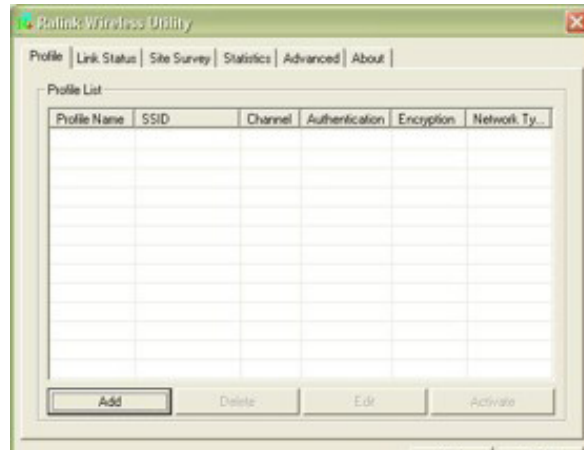 Ralink Wireless Utility
Profile Link Status Site Survey Statistics Advanced About
Profile List
Profile Name SSID Channel Authentication Encryption Network Ty...
Add Delete Edit Activate